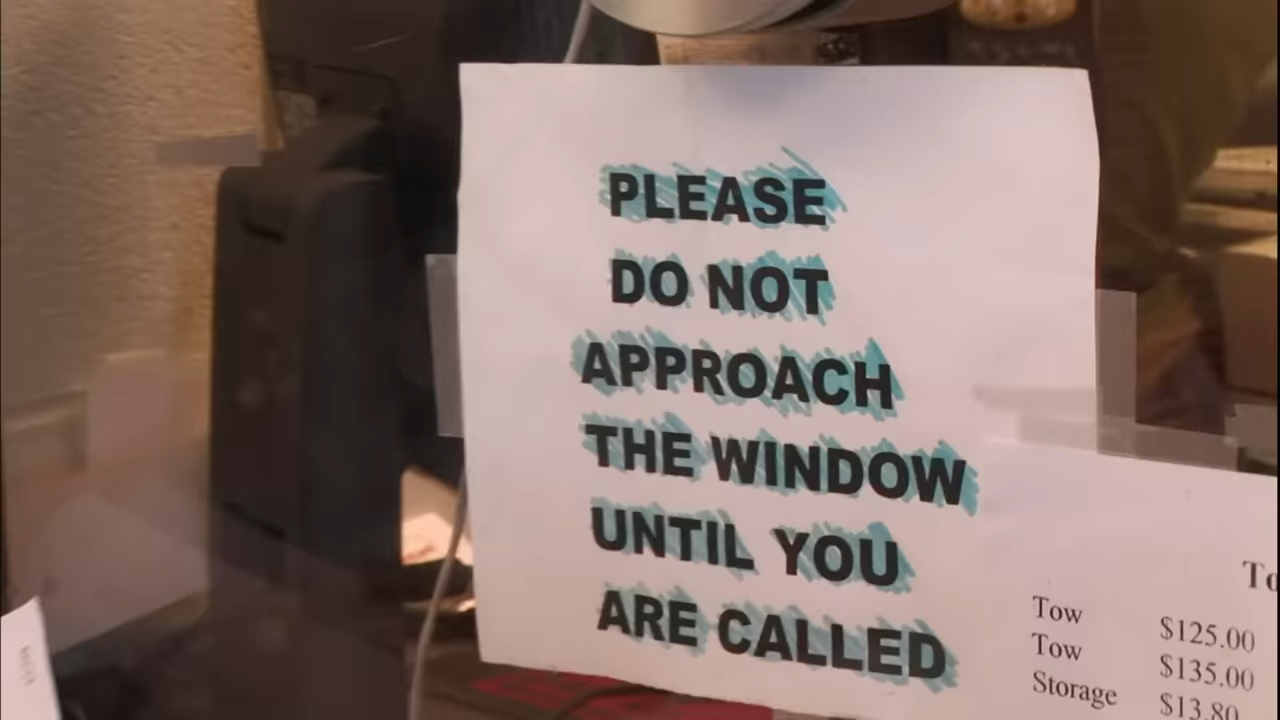 PLEASE
DO NOT
APPROACH
THE WINDOW
UNTIL YOU
ARE CALLED
Tow $125.00
Tow $135.00
Storage $13.80